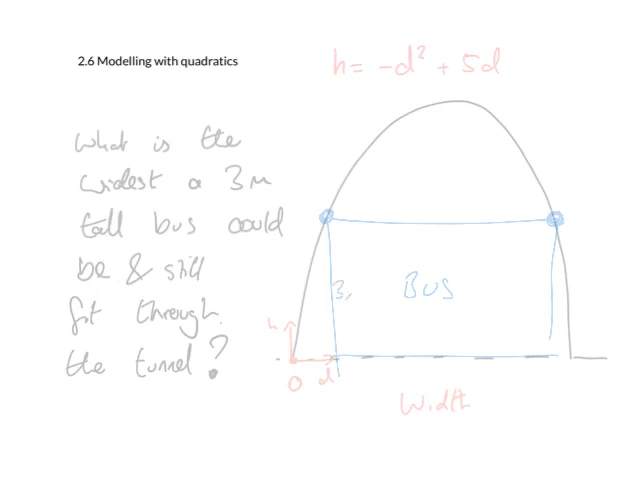 2.6 Modelling with quadratics
h = -d² + 5d
What is the
widest a 3m
tall bus could
be & still
fit through
the tunnel?
3m
BUS
h
0
d
Width